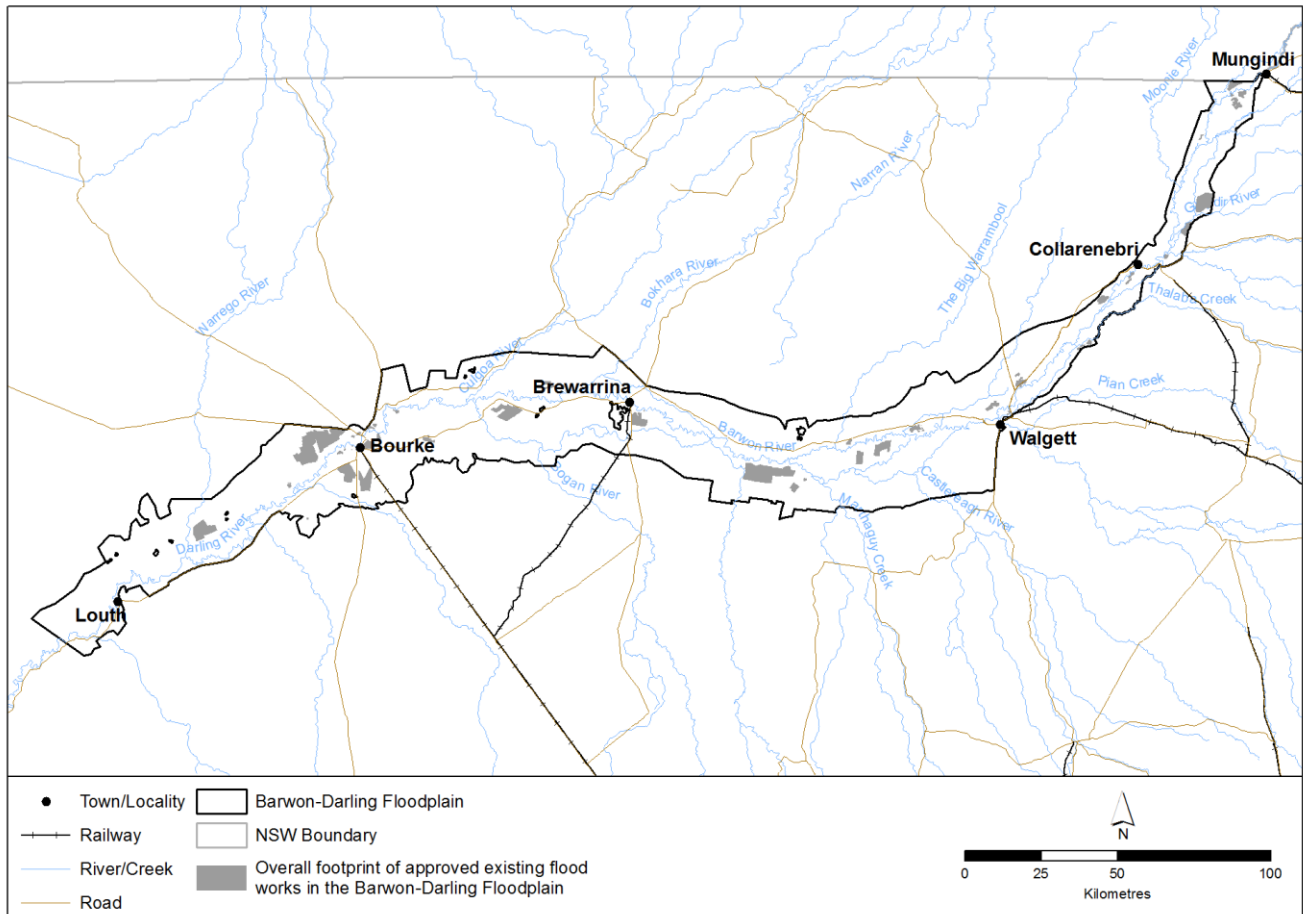 Mungindi
Moonie River
Narran River
Gwydir River
Collarenebri
The Big Warrambool
Bokhara River
Thalaba Creek
Warrego River
Culgoa River
Pian Creek
Brewarrina
Barwon River
Walgett
Bourke
Bogan River
Castlereagh River
Marthaguy Creek
Darling River
Louth
Town/Locality
Railway
River/Creek
Road
Barwon-Darling Floodplain
NSW Boundary
Overall footprint of approved existing flood
works in the Barwon-Darling Floodplain
N
0 25 50 100
Kilometres